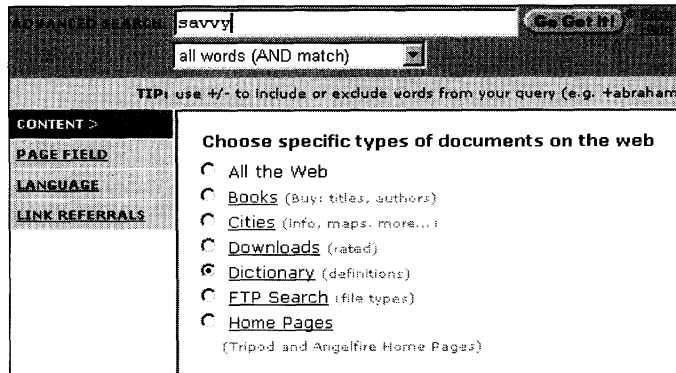 ADVANCED SEARCH: savvy Go Get It!
all words (AND match)
TIP: use +/- to include or exclude words from your query (e.g. +abraham
CONTENT >
PAGE FIELD
LANGUAGE
LINK REFERRALS
Choose specific types of documents on the web
All the Web
Books (Buy: titles, authors)
Cities (info, maps, more...)
Downloads (rated)
Dictionary (definitions)
FTP Search (file types)
Home Pages
(Tripod and Angelfire Home Pages)